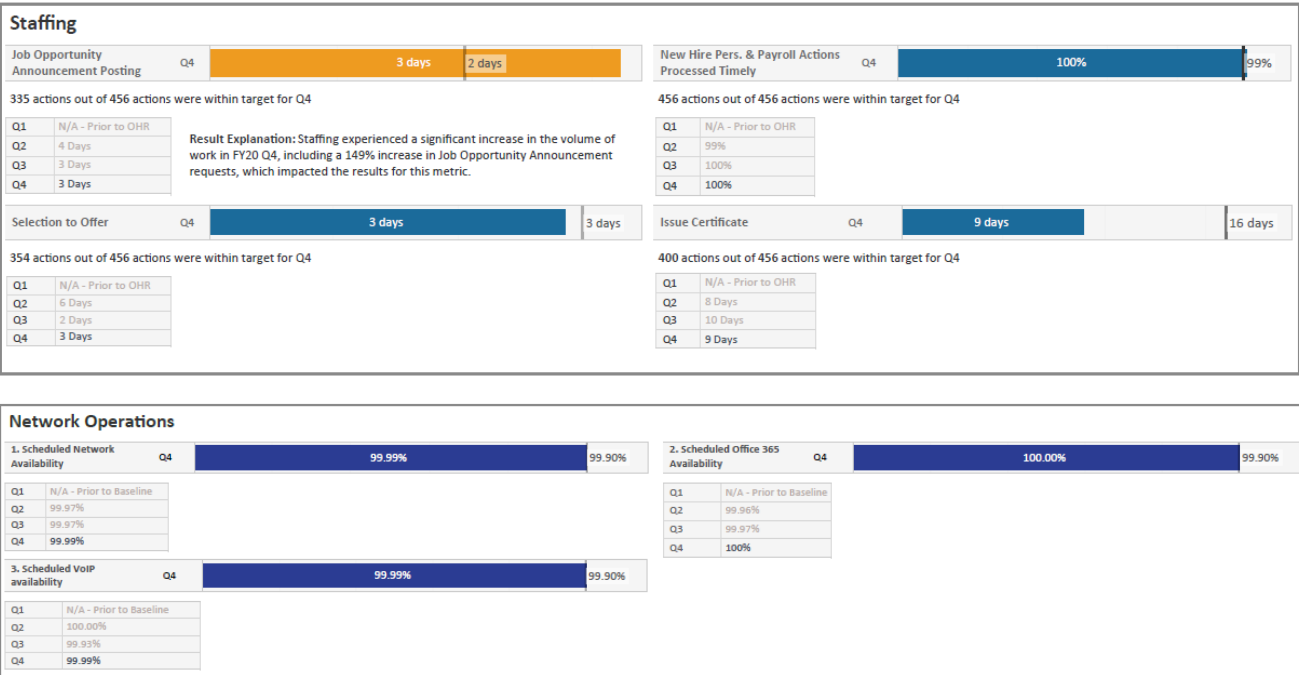 Staffing
Job Opportunity
Announcement Posting
Q4
3 days
2 days
335 actions out of 456 actions were within target for Q4
Q1 N/A - Prior to OHR
Q2 4 Days
Q3 3 Days
Q4 3 Days
Result Explanation: Staffing experienced a significant increase in the volume of
work in FY20 Q4, including a 149% increase in Job Opportunity Announcement
requests, which impacted the results for this metric.
New Hire Pers. & Payroll Actions
Processed Timely
Q4
100%
99%
456 actions out of 456 actions were within target for Q4
Q1 N/A - Prior to OHR
Q2 99%
Q3 100%
Q4 100%
Selection to Offer Q4 3 days 3 days
354 actions out of 456 actions were within target for Q4
Q1 N/A - Prior to OHR
Q2 6 Days
Q3 2 Days
Q4 3 Days
Issue Certificate Q4 9 days 16 days
400 actions out of 456 actions were within target for Q4
Q1 N/A - Prior to OHR
Q2 8 Days
Q3 10 Days
Q4 9 Days
Network Operations
1. Scheduled Network
Availability
Q4
99.99%
99.90%
Q1 N/A - Prior to Baseline
Q2 99.97%
Q3 99.97%
Q4 99.99%
2. Scheduled Office 365
Availability
Q4
100.00%
99.90%
Q1 N/A - Prior to Baseline
Q2 99.96%
Q3 99.97%
Q4 100%
3. Scheduled VoIP
availability
Q4
99.99%
99.90%
Q1 N/A - Prior to Baseline
Q2 100.00%
Q3 99.93%
Q4 99.99%